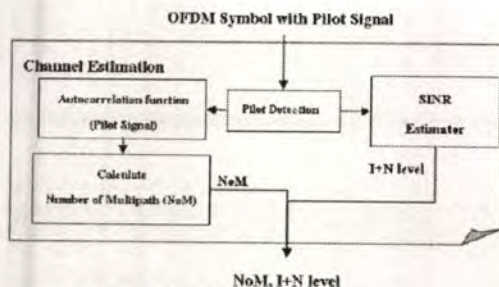 OFDM Symbol with Pilot Signal
Channel Estimation
Autocorrelation function
(Pilot Signal)
Pilot Detection
SINR
Estimater
Calculate
Number of Multipath (NoM)
NoM
I+N level
NoM, I+N level